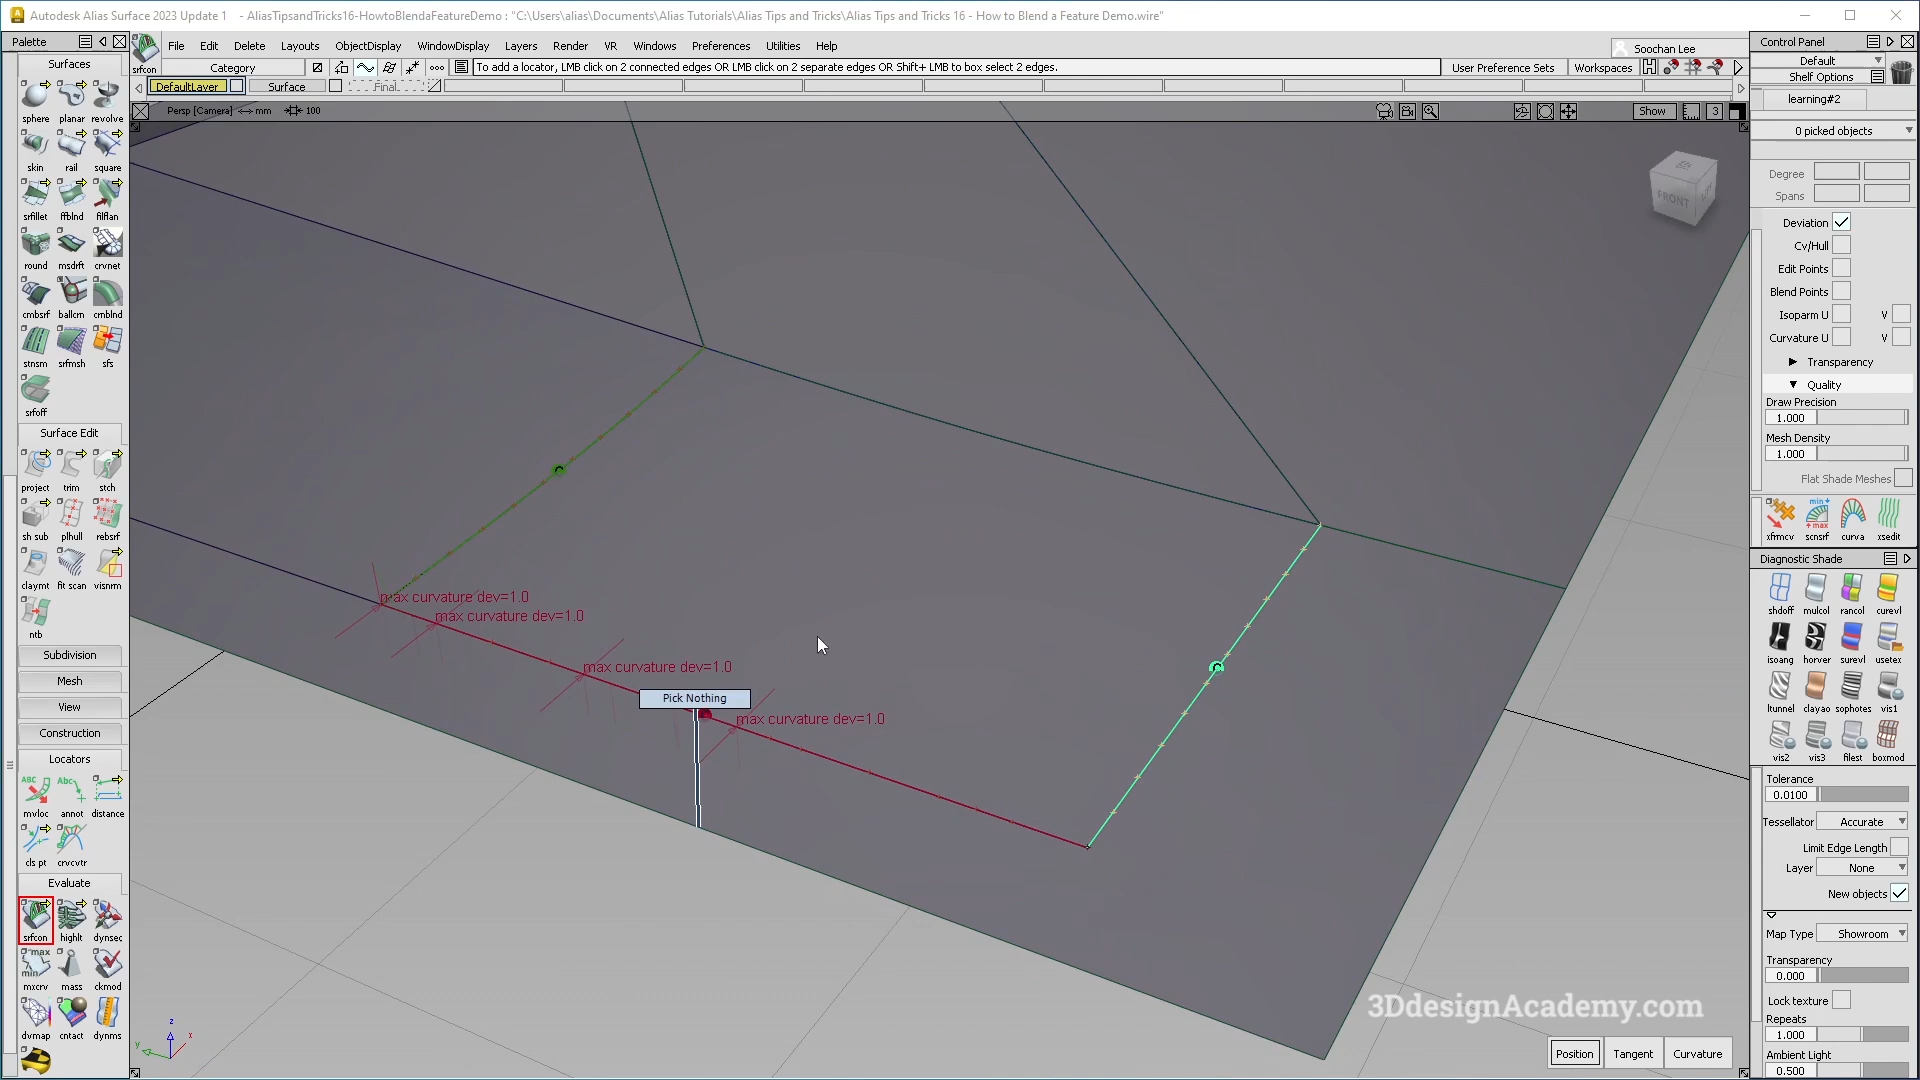 Autodesk Alias Surface 2023 Update 1 - AliasTipsandTricks16-HowtoBlendaFeatureDemo : "C:\Users\alias\Documents\Alias Tutorials\Alias Tips and Tricks\Alias Tips and Tricks 16 - How to Blend a Feature Demo.wire"
Palette
srfcon
File Edit Delete Layouts ObjectDisplay WindowDisplay Layers Render VR Windows Preferences Utilities Help
Soochan Lee
Category
To add a locator, LMB click on 2 connected edges OR LMB click on 2 separate edges OR Shift+ LMB to box select 2 edges.
User Preference Sets Workspaces
DefaultLayer Surface Final
Persp [Camera] <-> mm 100
Show 3
Surfaces
sphere planar revolve
skin rail square
srfillet ffblnd filflan
round msdrft crvnet
cmbsrf ballcrn cmblnd
stnsm srfmsh sfs
srfoff
Surface Edit
project trim stch
sh sub plhull rebsrf
claymt fit scan visnrm
ntb
Subdivision
Mesh
View
Construction
Locators
mvloc annot distance
cls pt crvcvtr
Evaluate
srfcon highlt dynsec
mxcrv mass ckmod
dvmap cntact dynms
FRONT
max curvature dev=1.0
max curvature dev=1.0
max curvature dev=1.0
Pick Nothing
max curvature dev=1.0
z
y x
3DdesignAcademy.com
Position Tangent Curvature
Control Panel
Default
Shelf Options
learning#2
0 picked objects
Degree
Spans
Deviation
Cv/Hull
Edit Points
Blend Points
Isoparm U V
Curvature U V
Transparency
Quality
Draw Precision
1.000
Mesh Density
1.000
Flat Shade Meshes
xfrmcv scnsrf curva xsedit
Diagnostic Shade
shdoff mulcol rancol curevl
isoang horver surevl usetex
ltunnel clayao sophotes vis1
vis2 vis3 filest boxmod
Tolerance
0.0100
Tessellator Accurate
Limit Edge Length
Layer None
New objects
Map Type Showroom
Transparency
0.000
Lock texture
Repeats
1.000
Ambient Light
0.500